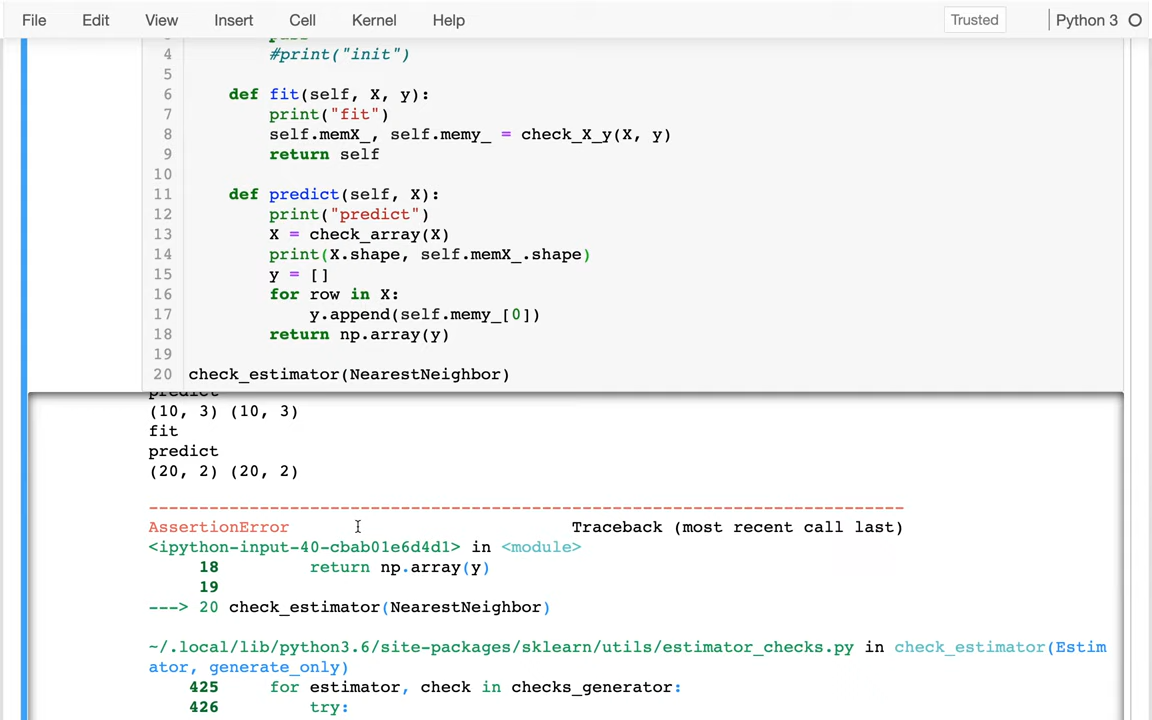 File Edit View Insert Cell Kernel Help Trusted Python 3
4 #print("init")
5
6 def fit(self, X, y):
7 print("fit")
8 self.memX_, self.memy_ = check_X_y(X, y)
9 return self
10
11 def predict(self, X):
12 print("predict")
13 X = check_array(X)
14 print(X.shape, self.memX_.shape)
15 y = []
16 for row in X:
17 y.append(self.memy_[0])
18 return np.array(y)
19
20 check_estimator(NearestNeighbor)
predict
(10, 3) (10, 3)
fit
predict
(20, 2) (20, 2)
---------------------------------------------------------------------------
AssertionError Traceback (most recent call last)
<ipython-input-40-cbab01e6d4d1> in <module>
18 return np.array(y)
19
---> 20 check_estimator(NearestNeighbor)
~/.local/lib/python3.6/site-packages/sklearn/utils/estimator_checks.py in check_estimator(Estim
ator, generate_only)
425 for estimator, check in checks_generator:
426 try: